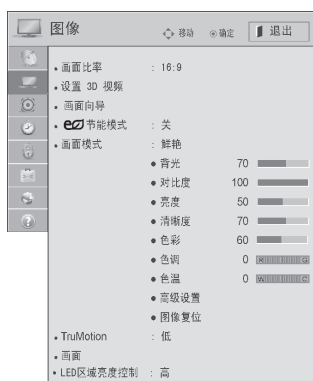 图像 移动 确定 退出
画面比率 : 16:9
设置 3D 视频
画面向导
节能模式 : 关
画面模式 : 鲜艳
背光 70
对比度 100
亮度 50
清晰度 70
色彩 60
色调 0 R G
色温 0 W C
高级设置
图像复位
TruMotion : 低
画面
LED区域亮度控制 : 高